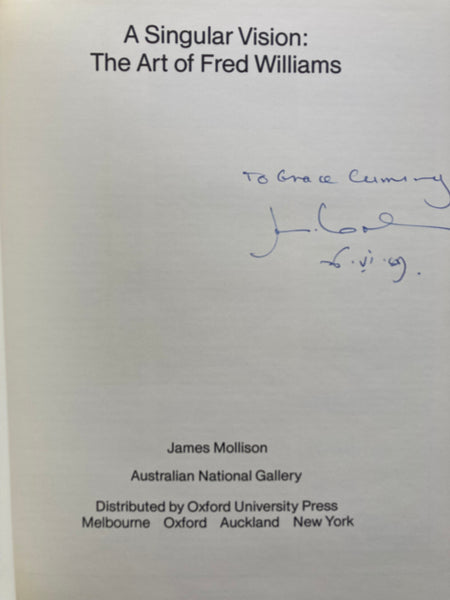 A Singular Vision:
The Art of Fred Williams
To Grace
James Mollison
Australian National Gallery
Distributed by Oxford University Press
Melbourne Oxford Auckland New York